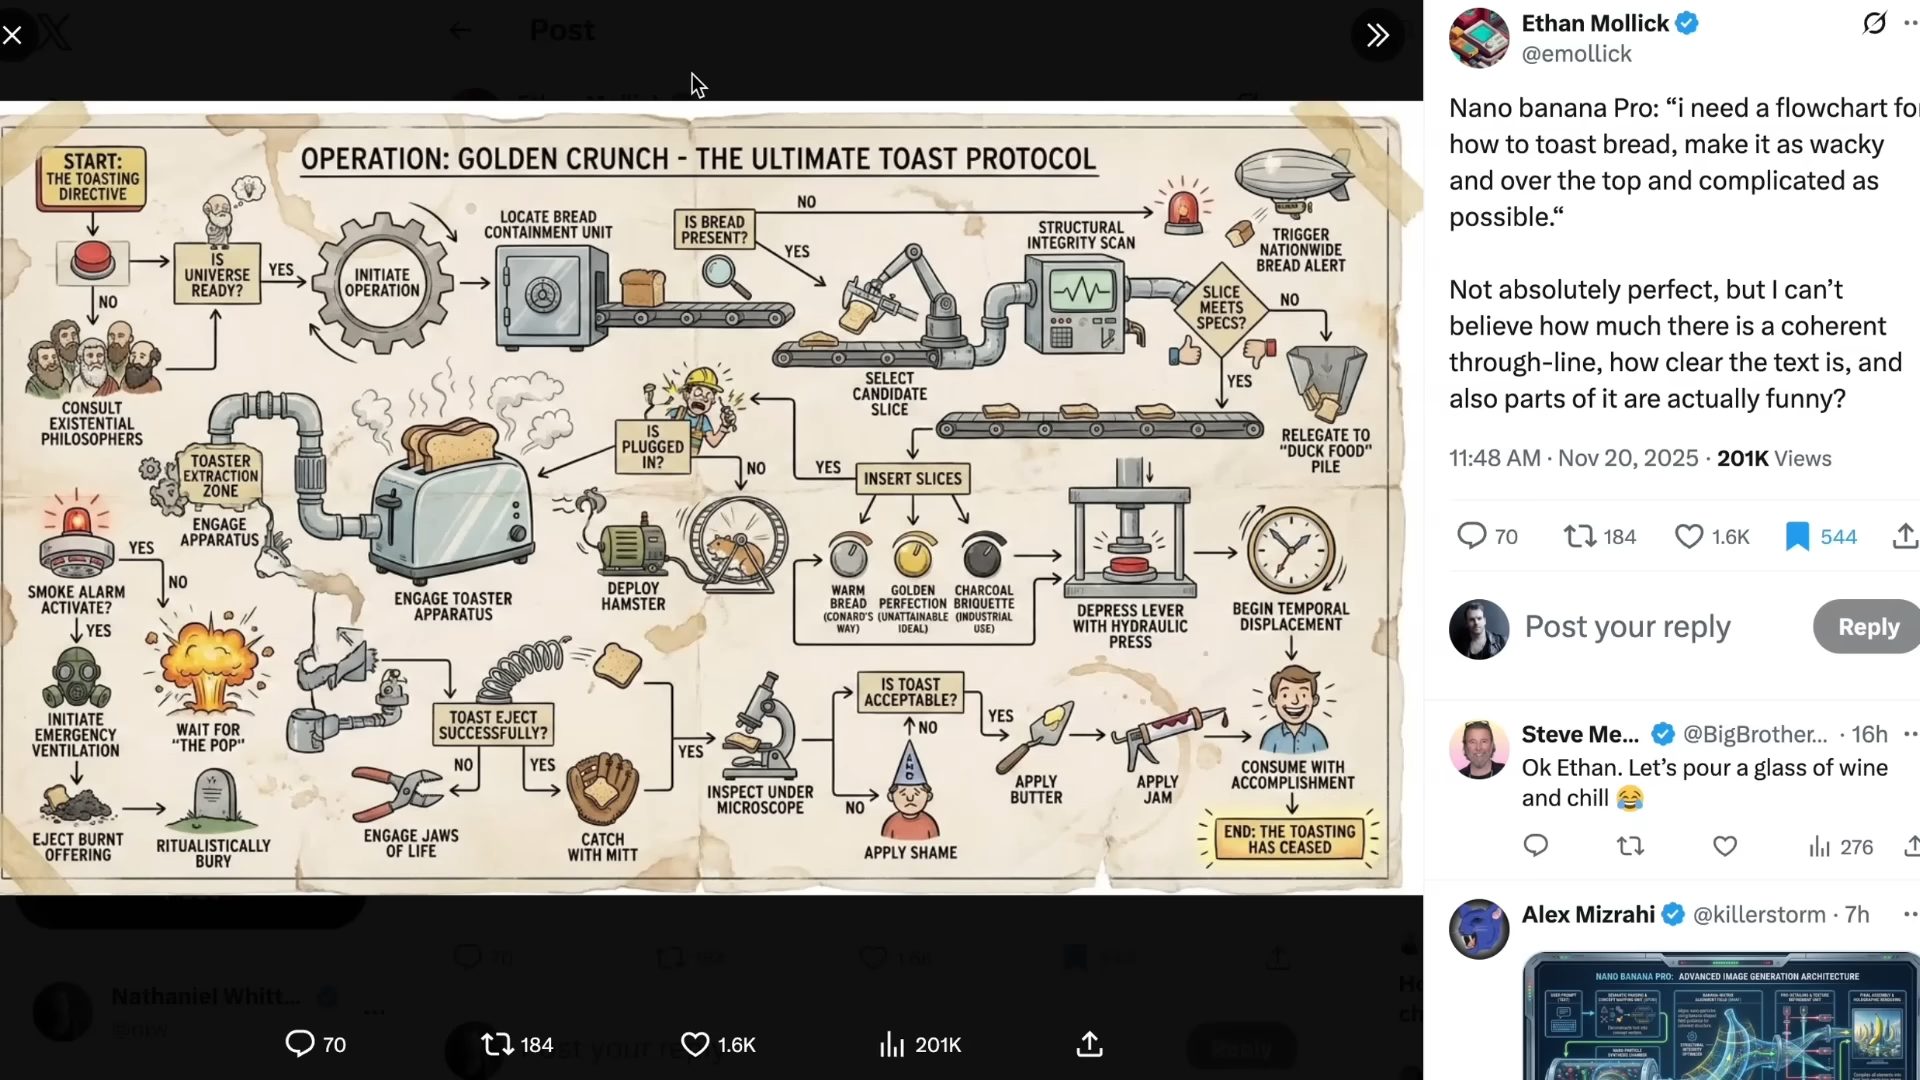 Post
OPERATION: GOLDEN CRUNCH - THE ULTIMATE TOAST PROTOCOL
START:
THE TOASTING
DIRECTIVE
NO
CONSULT
EXISTENTIAL
PHILOSOPHERS
IS
UNIVERSE
READY?
YES
INITIATE
OPERATION
LOCATE BREAD
CONTAINMENT UNIT
IS BREAD
PRESENT?
NO
YES
TRIGGER
NATIONWIDE
BREAD ALERT
SELECT
CANDIDATE
SLICE
STRUCTURAL
INTEGRITY SCAN
SLICE
MEETS
SPECS?
NO
YES
RELEGATE TO
"DUCK FOOD"
PILE
INSERT SLICES
YES
IS
PLUGGED
IN?
NO
DEPLOY
HAMSTER
TOASTER
EXTRACTION
ZONE
ENGAGE
APPARATUS
ENGAGE TOASTER
APPARATUS
WARM
BREAD
(CONARD'S
WAY)
GOLDEN
PERFECTION
(UNATTAINABLE
IDEAL)
CHARCOAL
BRIQUETTE
(INDUSTRIAL
USE)
DEPRESS LEVER
WITH HYDRAULIC
PRESS
BEGIN TEMPORAL
DISPLACEMENT
SMOKE ALARM
ACTIVATE?
YES
NO
YES
INITIATE
EMERGENCY
VENTILATION
WAIT FOR
"THE POP"
EJECT BURNT
OFFERING
RITUALISTICALLY
BURY
TOAST EJECT
SUCCESSFULLY?
NO
YES
ENGAGE JAWS
OF LIFE
CATCH
WITH MITT
YES
INSPECT UNDER
MICROSCOPE
IS TOAST
ACCEPTABLE?
NO
YES
NO
APPLY SHAME
APPLY
BUTTER
APPLY
JAM
CONSUME WITH
ACCOMPLISHMENT
END: THE TOASTING
HAS CEASED
70
184
1.6K
201K
Nathaniel Whitt...
Ethan Mollick
@emollick
Nano banana Pro: “i need a flowchart for
how to toast bread, make it as wacky
and over the top and complicated as
possible.“
Not absolutely perfect, but I can’t
believe how much there is a coherent
through-line, how clear the text is, and
also parts of it are actually funny?
11:48 AM · Nov 20, 2025 · 201K Views
70
184
1.6K
544
Post your reply
Reply
Steve Me... @BigBrother... · 16h
Ok Ethan. Let’s pour a glass of wine
and chill 😂
276
Alex Mizrahi @killerstorm · 7h
NANO BANANA PRO: ADVANCED IMAGE GENERATION ARCHITECTURE